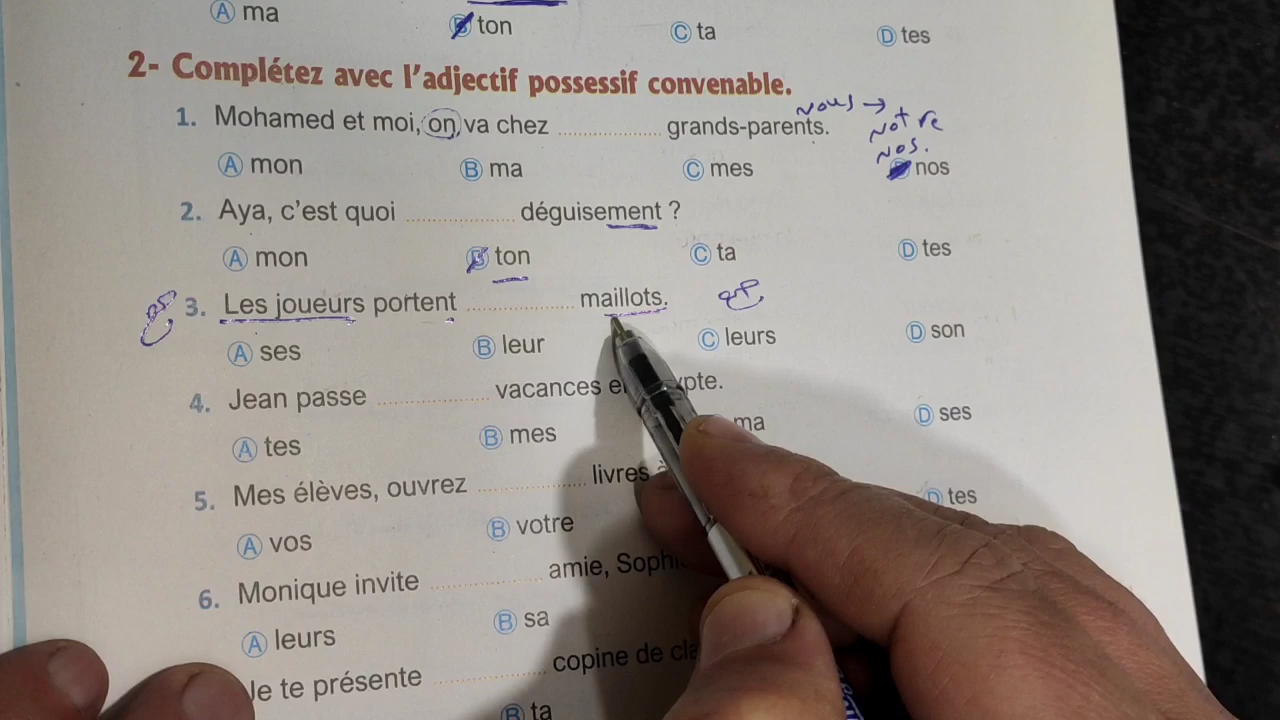 A ma B ton C ta D tes
2- Complétez avec l'adjectif possessif convenable.
nous → notre
nos.
1. Mohamed et moi, on va chez .................... grands-parents.
A mon B ma C mes D nos
2. Aya, c'est quoi .................... déguisement ?
A mon B ton C ta D tes
3. Les joueurs portent .................... maillots.
A ses B leur C leurs D son
4. Jean passe .................... vacances
A tes B mes ma D ses
5. Mes élèves, ouvrez .................... livres
A vos B votre D tes
6. Monique invite .................... amie,
A leurs B sa
Je te présente .................... copine de
B ta